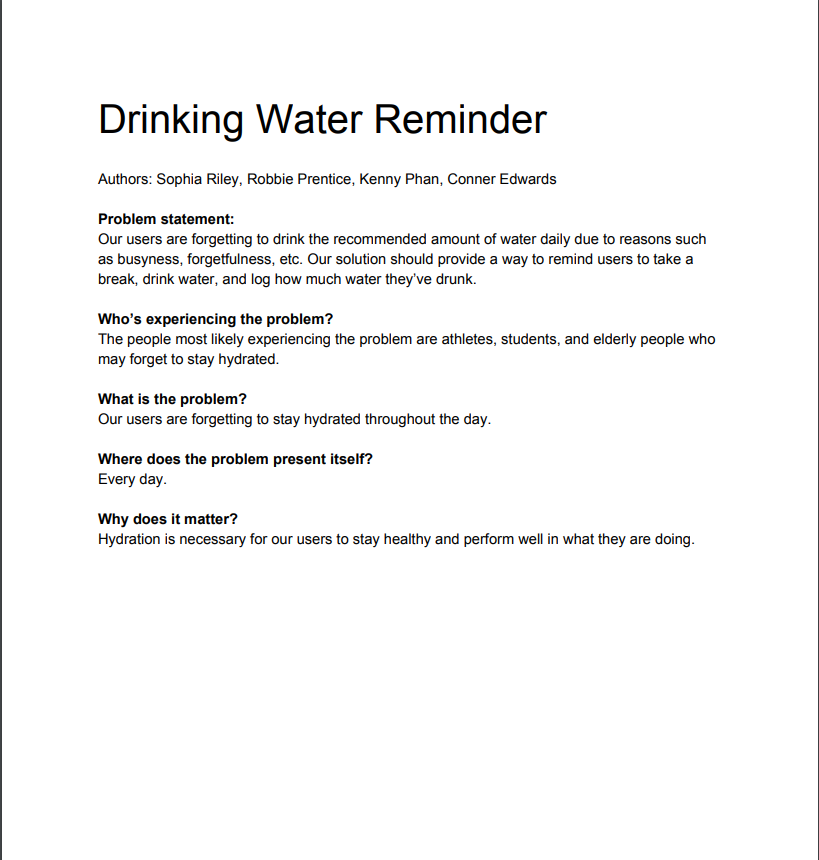 Drinking Water Reminder
Authors: Sophia Riley, Robbie Prentice, Kenny Phan, Conner Edwards
Problem statement:
Our users are forgetting to drink the recommended amount of water daily due to reasons such
as busyness, forgetfulness, etc. Our solution should provide a way to remind users to take a
break, drink water, and log how much water they’ve drunk.
Who’s experiencing the problem?
The people most likely experiencing the problem are athletes, students, and elderly people who
may forget to stay hydrated.
What is the problem?
Our users are forgetting to stay hydrated throughout the day.
Where does the problem present itself?
Every day.
Why does it matter?
Hydration is necessary for our users to stay healthy and perform well in what they are doing.